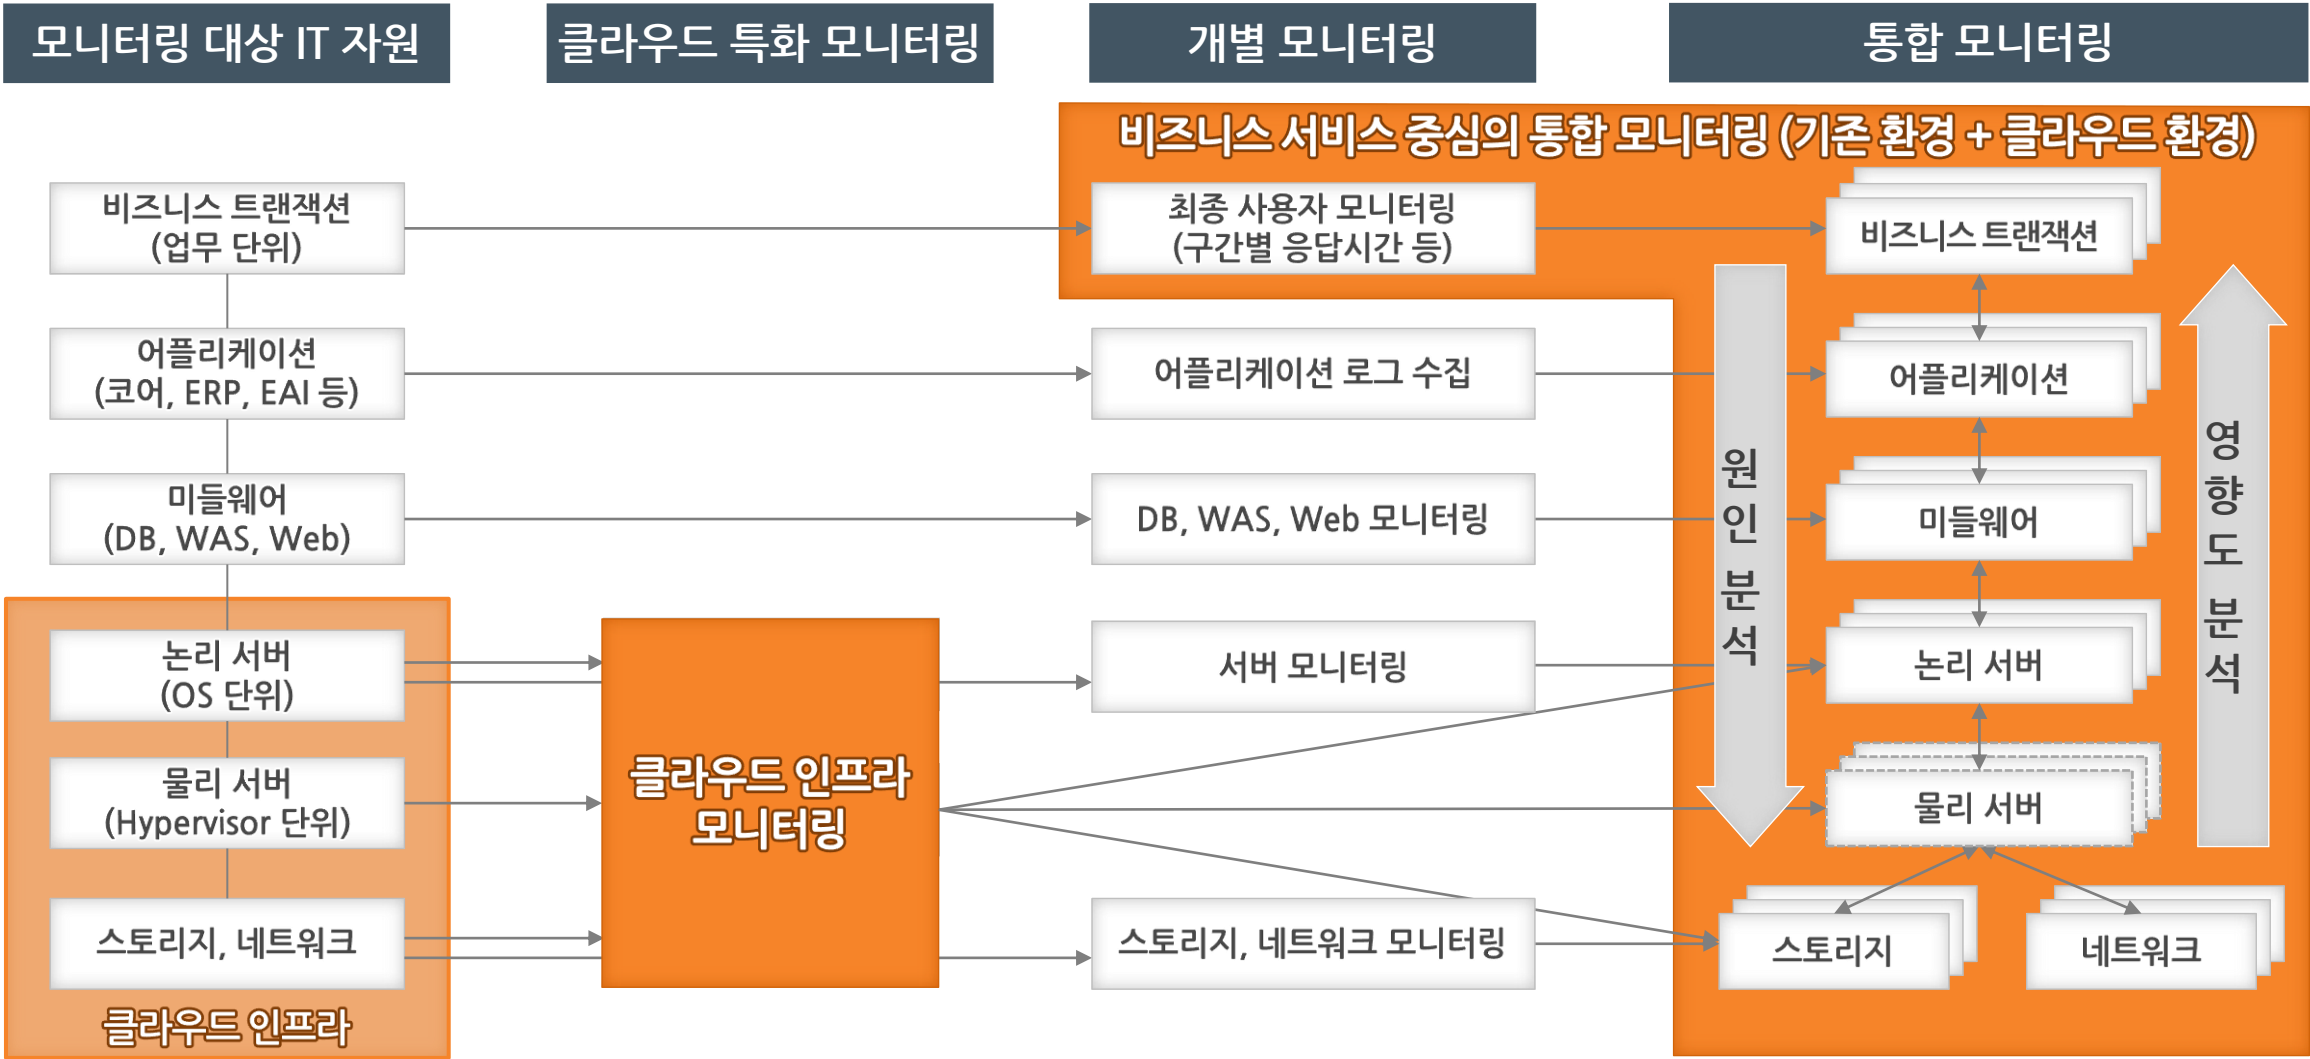 모니터링 대상 IT 자원
클라우드 특화 모니터링
개별 모니터링
통합 모니터링
비즈니스 서비스 중심의 통합 모니터링 (기존 환경 + 클라우드 환경)
비즈니스 트랜잭션
(업무 단위)
최종 사용자 모니터링
(구간별 응답시간 등)
비즈니스 트랜잭션
어플리케이션
(코어, ERP, EAI 등)
어플리케이션 로그 수집
어플리케이션
미들웨어
(DB, WAS, Web)
DB, WAS, Web 모니터링
미들웨어
원인 분석
영향도 분석
논리 서버
(OS 단위)
서버 모니터링
논리 서버
물리 서버
(Hypervisor 단위)
클라우드 인프라
모니터링
물리 서버
스토리지, 네트워크
스토리지, 네트워크 모니터링
스토리지
네트워크
클라우드 인프라